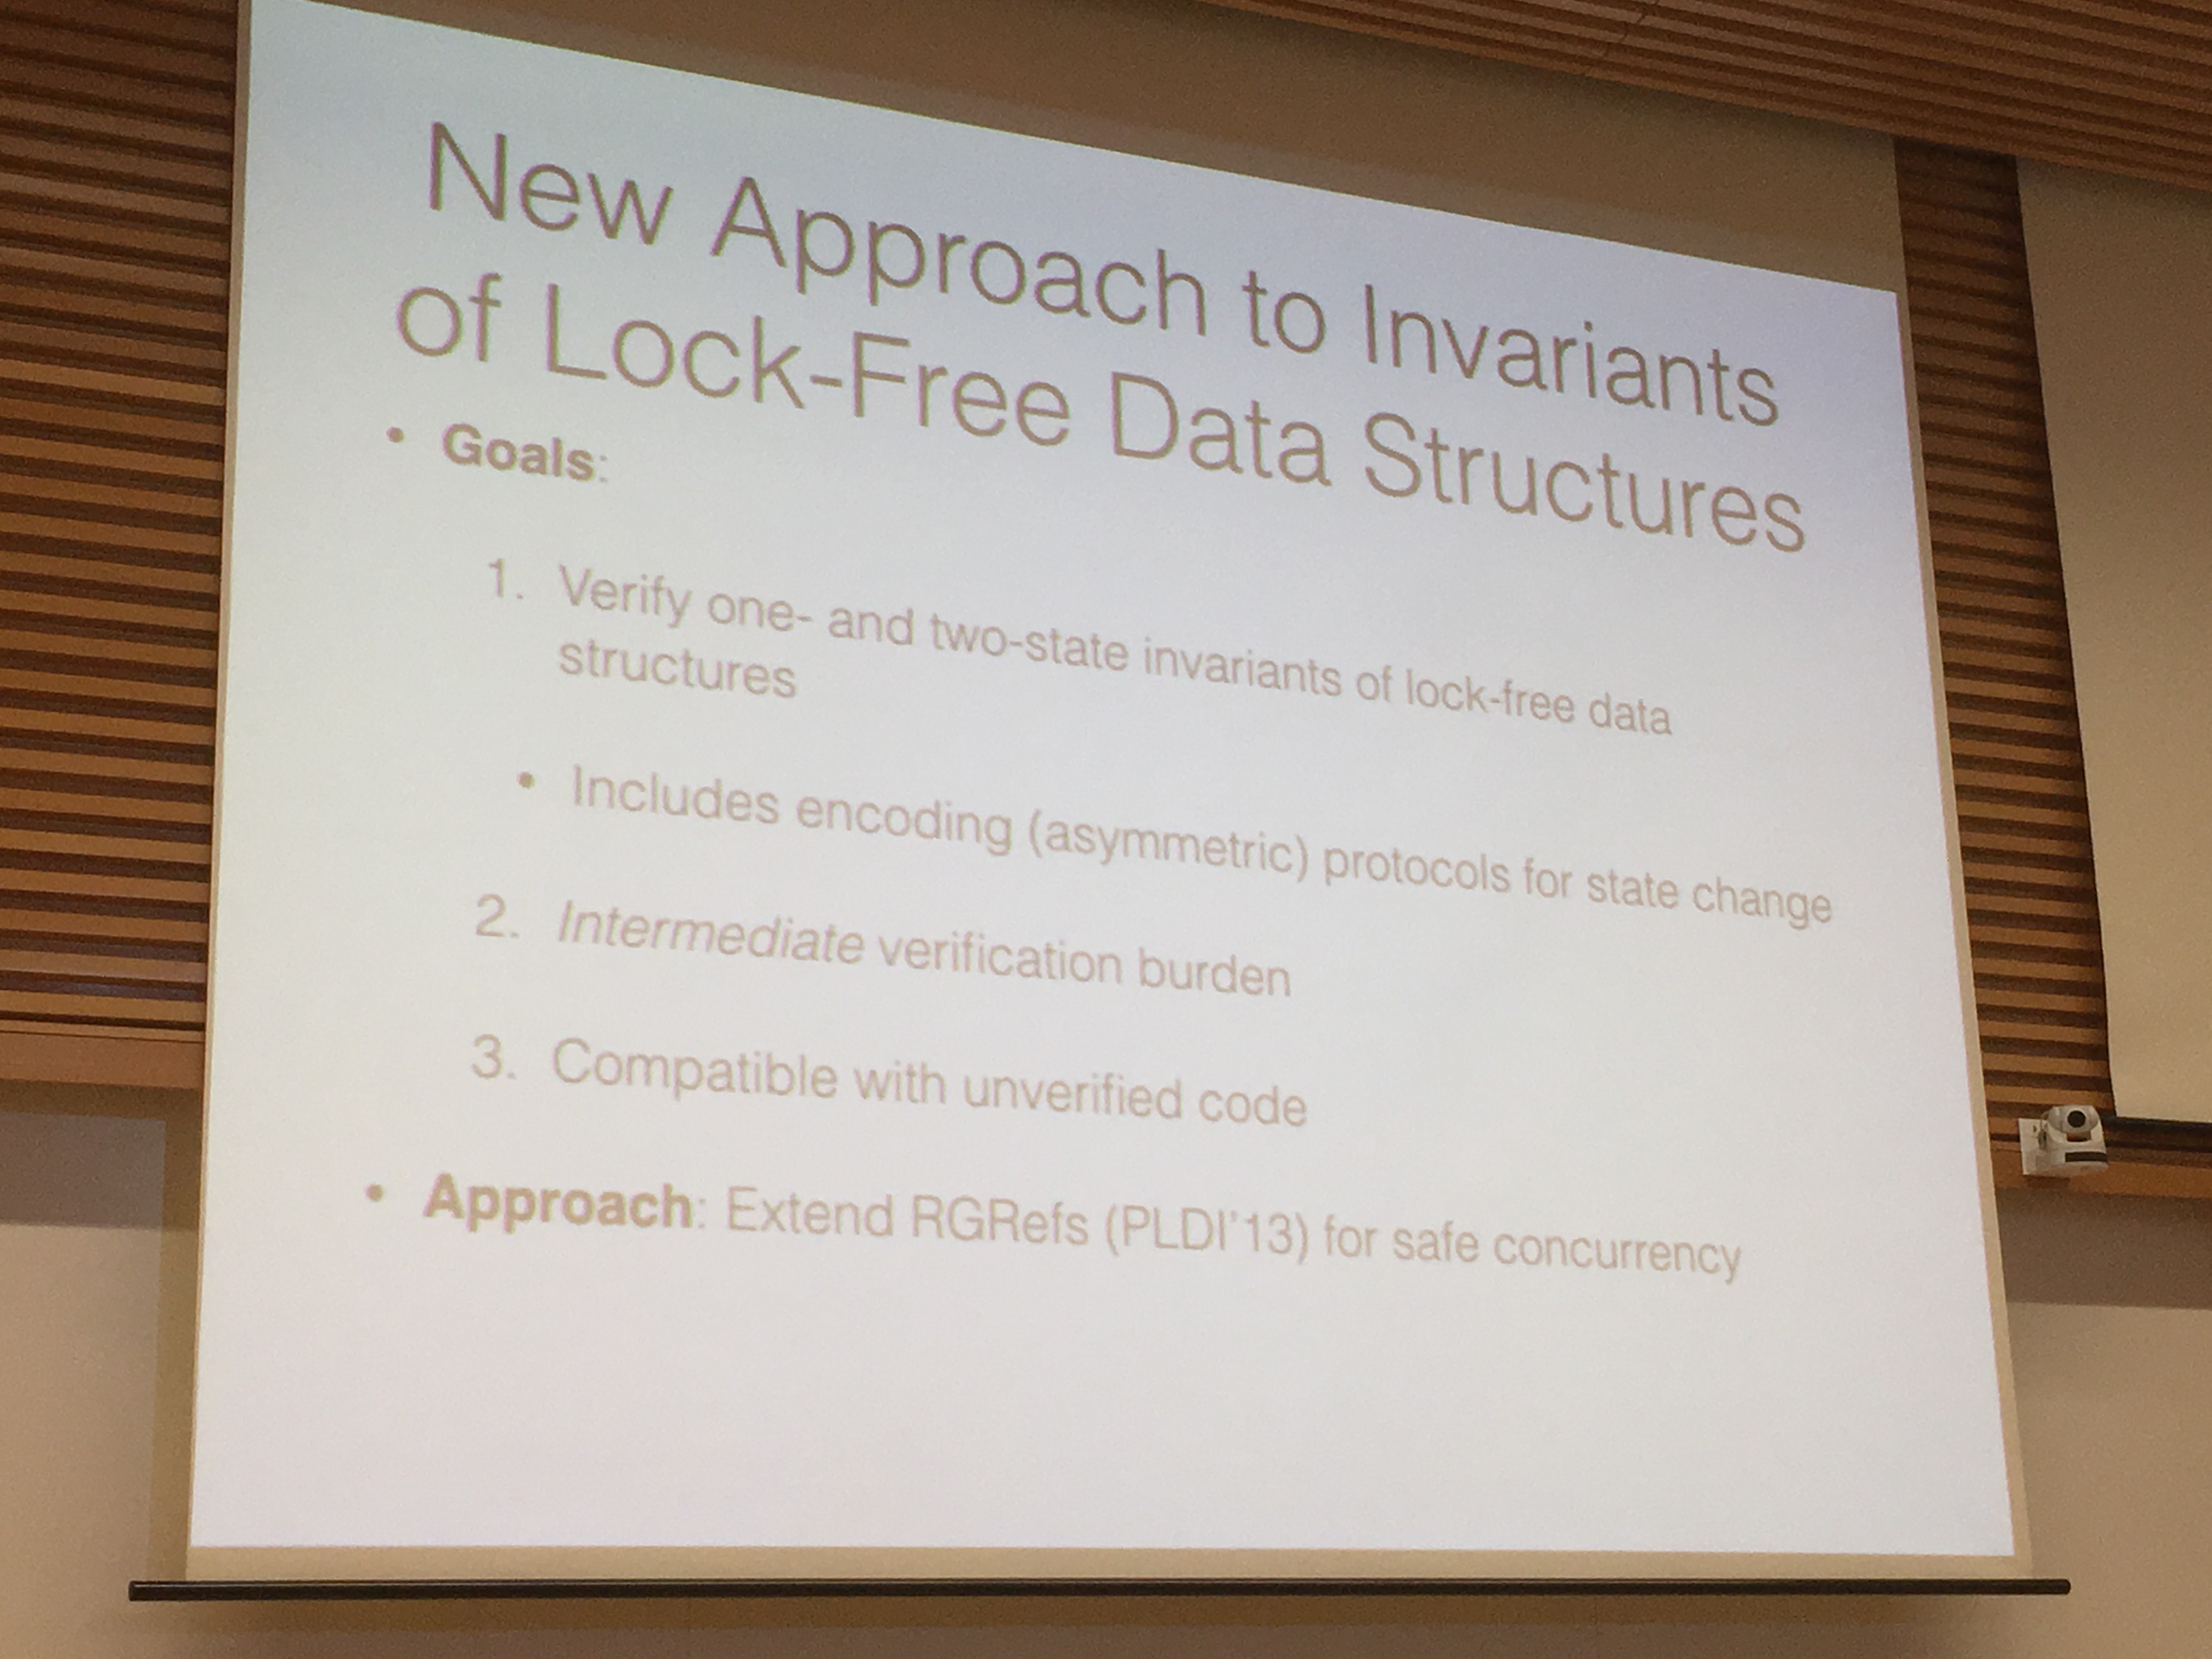 New Approach to Invariants
of Lock-Free Data Structures
• Goals:
1. Verify one- and two-state invariants of lock-free data
structures
• Includes encoding (asymmetric) protocols for state change
2. Intermediate verification burden
3. Compatible with unverified code
• Approach: Extend RGRefs (PLDI'13) for safe concurrency